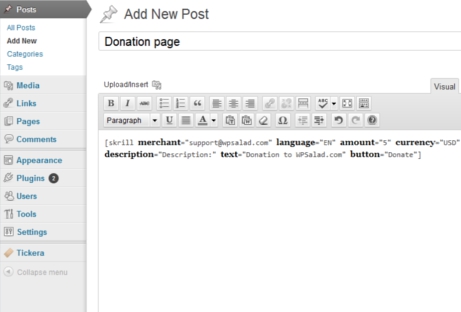 Posts
All Posts
Add New
Categories
Tags
Media
Links
Pages
Comments
Appearance
Plugins 2
Users
Tools
Settings
Tickera
Collapse menu
Add New Post
Donation page
Upload/Insert
Visual
B I ABC “ ABC
Paragraph U A Ω ?
[skrill merchant="support@wpsalad.com" language="EN" amount="5" currency="USD"
description="Description:" text="Donation to WPSalad.com" button="Donate"]